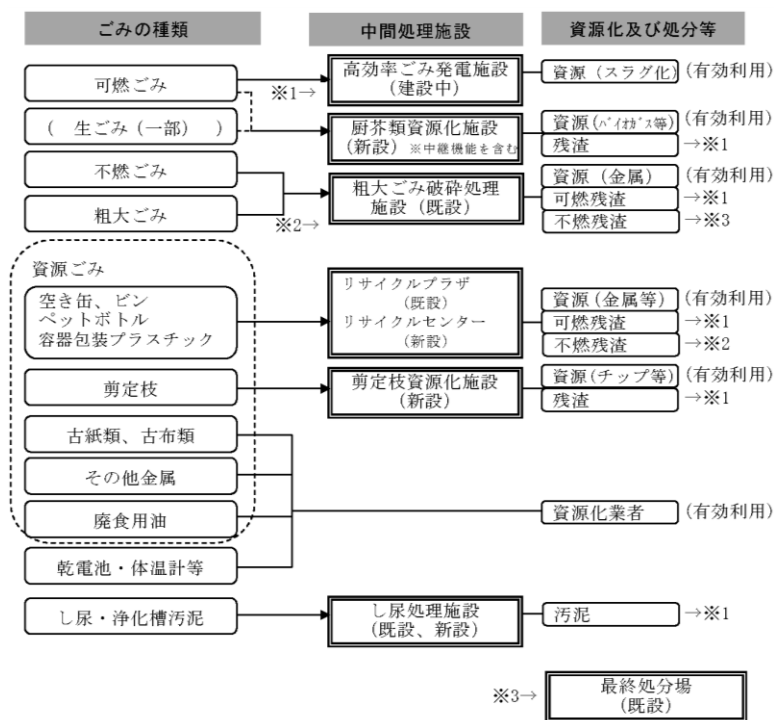 ごみの種類
中間処理施設
資源化及び処分等
可燃ごみ
※1→
高効率ごみ発電施設
(建設中)
資源(スラグ化)
(有効利用)
( 生ごみ(一部) )
厨芥類資源化施設
(新設)※中継機能を含む
資源(バイオガス等)
(有効利用)
残渣
→※1
不燃ごみ
粗大ごみ
※2→
粗大ごみ破砕処理
施設(既設)
資源(金属)
(有効利用)
可燃残渣
→※1
不燃残渣
→※3
資源ごみ
空き缶、ビン
ペットボトル
容器包装プラスチック
リサイクルプラザ
(既設)
リサイクルセンター
(新設)
資源(金属等)
(有効利用)
可燃残渣
→※1
不燃残渣
→※2
剪定枝
剪定枝資源化施設
(新設)
資源(チップ等)
(有効利用)
残渣
→※1
古紙類、古布類
その他金属
廃食用油
乾電池・体温計等
資源化業者
(有効利用)
し尿・浄化槽汚泥
し尿処理施設
(既設、新設)
汚泥
→※1
※3→
最終処分場
(既設)